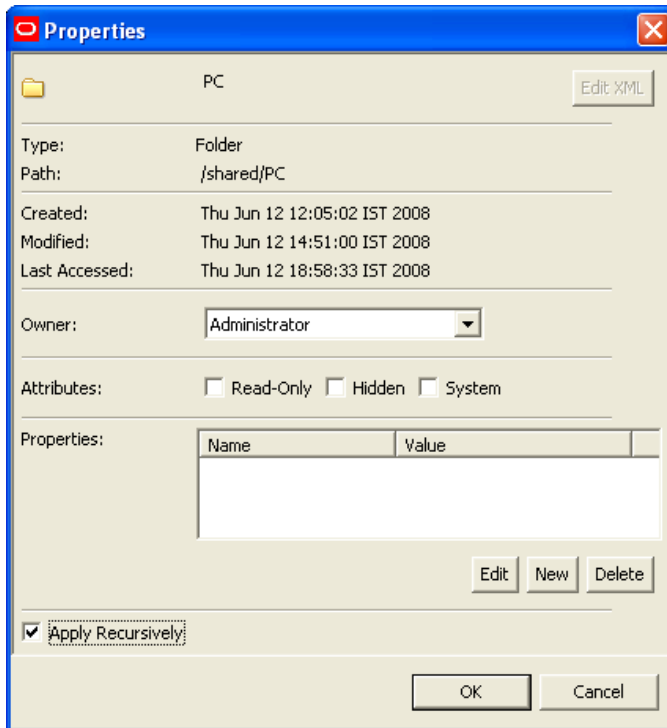 Properties
PC
Edit XML
Type: Folder
Path: /shared/PC
Created: Thu Jun 12 12:05:02 IST 2008
Modified: Thu Jun 12 14:51:00 IST 2008
Last Accessed: Thu Jun 12 18:58:33 IST 2008
Owner: Administrator
Attributes: Read-Only Hidden System
Properties: Name Value
Edit New Delete
Apply Recursively
OK Cancel